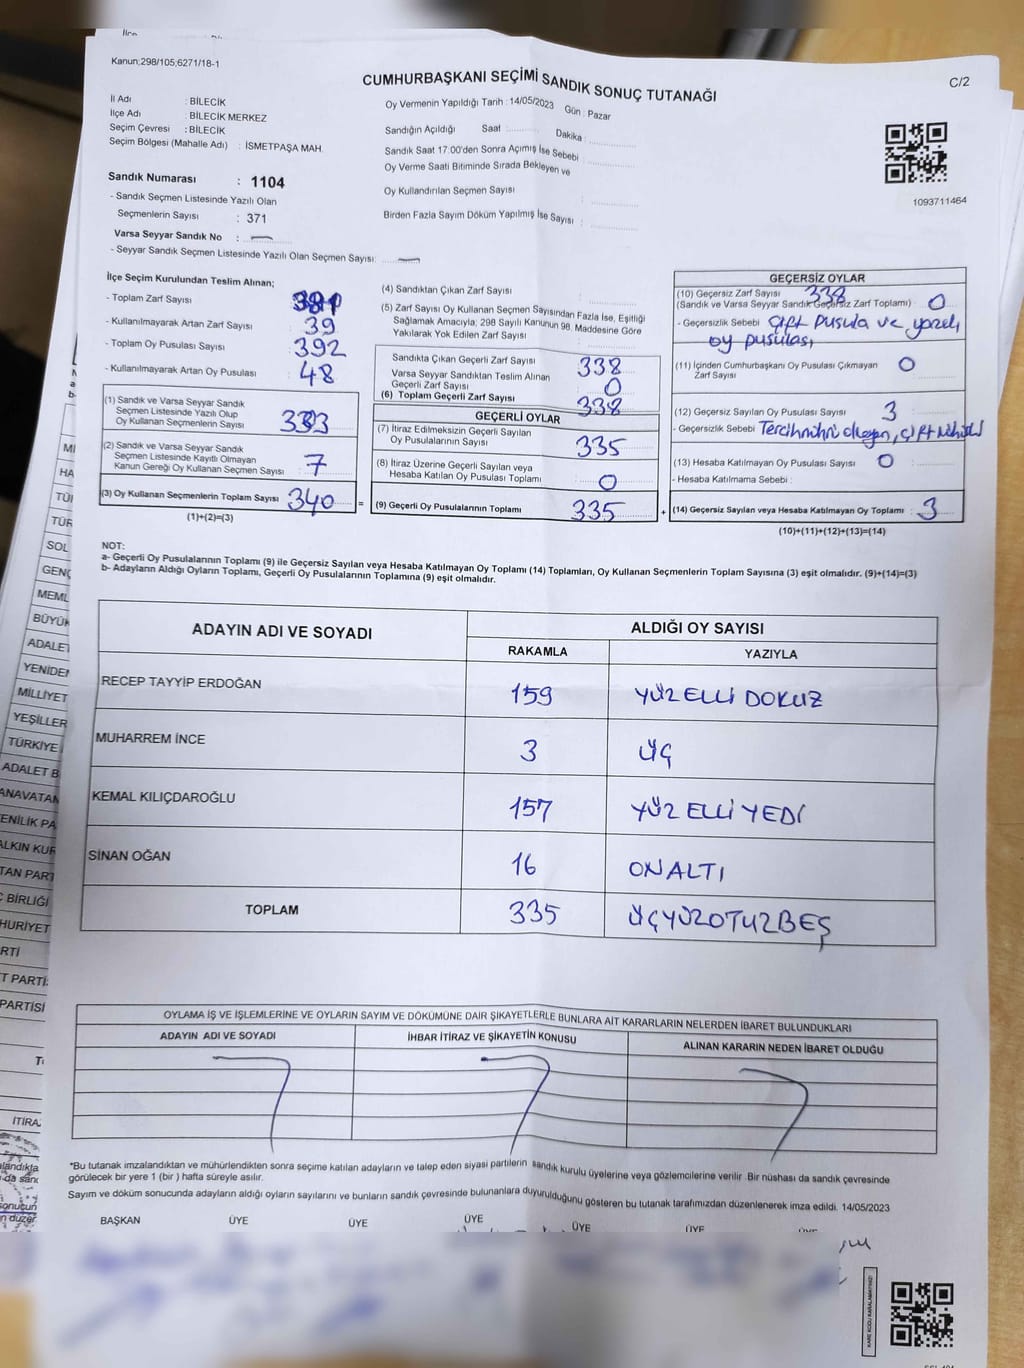 Kanun;298/105;6271/18-1
CUMHURBAŞKANI SEÇİMİ SANDIK SONUÇ TUTANAĞI
C/2
İl Adı : BİLECİK
İlçe Adı : BİLECİK MERKEZ
Seçim Çevresi : BİLECİK
Seçim Bölgesi (Mahalle Adı) : İSMETPAŞA MAH.
Sandık Numarası : 1104
- Sandık Seçmen Listesinde Yazılı Olan
Seçmenlerin Sayısı : 371
Varsa Seyyar Sandık No :
- Seyyar Sandık Seçmen Listesinde Yazılı Olan Seçmen Sayısı:
Oy Vermenin Yapıldığı Tarih : 14/05/2023 Gün : Pazar
Sandığın Açıldığı Saat : Dakika :
Sandık Saat 17.00'den Sonra Açımış İse Sebebi :
Oy Verme Saati Bitiminde Sırada Bekleyen ve
Oy Kullandırılan Seçmen Sayısı :
Birden Fazla Sayım Döküm Yapılmış İse Sayısı :
1093711464
İlçe Seçim Kurulundan Teslim Alınan;
- Toplam Zarf Sayısı
- Kullanılmayarak Artan Zarf Sayısı : 39
- Toplam Oy Pusulası Sayısı : 392
- Kullanılmayarak Artan Oy Pusulası : 48
(1) Sandık ve Varsa Seyyar Sandık
Seçmen Listesinde Yazılı Olup
Oy Kullanan Seçmenlerin Sayısı : 333
(2) Sandık ve Varsa Seyyar Sandık
Seçmen Listesinde Kayıtlı Olmayan
Kanun Gereği Oy Kullanan Seçmen Sayısı : 7
(3) Oy Kullanan Seçmenlerin Toplam Sayısı 340
(1)+(2)=(3)
(4) Sandıktan Çıkan Zarf Sayısı :
(5) Zarf Sayısı Oy Kullanan Seçmen Sayısından Fazla İse, Eşitliği
Sağlamak Amacıyla; 298 Sayılı Kanunun 98. Maddesine Göre
Yakılarak Yok Edilen Zarf Sayısı :
Sandıkta Çıkan Geçerli Zarf Sayısı : 338
Varsa Seyyar Sandıktan Teslim Alınan
Geçerli Zarf Sayısı : 0
(6) Toplam Geçerli Zarf Sayısı : 338
GEÇERLİ OYLAR
(7) İtiraz Edilmeksizin Geçerli Sayılan
Oy Pusulalarının Sayısı : 335
(8) İtiraz Üzerine Geçerli Sayılan veya
Hesaba Katılan Oy Pusulası Toplamı : 0
= (9) Geçerli Oy Pusulalarının Toplamı 335
GEÇERSİZ OYLAR
(10) Geçersiz Zarf Sayısı 338
(Sandık ve Varsa Seyyar Sandık Geçersiz Zarf Toplamı) : 0
- Geçersizlik Sebebi : Çift pusula ve
oy pusulası
(11) İçinden Cumhurbaşkanı Oy Pusulası Çıkmayan
Zarf Sayısı 0
(12) Geçersiz Sayılan Oy Pusulası Sayısı 3
- Geçersizlik Sebebi Tercih mührü olmayan, çift mühürlü
(13) Hesaba Katılmayan Oy Pusulası Sayısı : 0
- Hesaba Katılmama Sebebi :
+ (14) Geçersiz Sayılan veya Hesaba Katılmayan Oy Toplamı : 3
(10)+(11)+(12)+(13)=(14)
NOT:
a- Geçerli Oy Pusulalarının Toplamı (9) ile Geçersiz Sayılan veya Hesaba Katılmayan Oy Toplamı (14) Toplamları, Oy Kullanan Seçmenlerin Toplam Sayısına (3) eşit olmalıdır. (9)+(14)=(3)
b- Adayların Aldığı Oyların Toplamı, Geçerli Oy Pusulalarının Toplamına (9) eşit olmalıdır.
ADAYIN ADI VE SOYADI ALDIĞI OY SAYISI
RAKAMLA YAZIYLA
RECEP TAYYİP ERDOĞAN 159 YÜZ ELLİ DOKUZ
MUHARREM İNCE 3 ÜÇ
KEMAL KILIÇDAROĞLU 157 YÜZ ELLİ YEDİ
SİNAN OĞAN 16 ON ALTI
TOPLAM 335 ÜÇYÜZOTUZBEŞ
OYLAMA İŞ VE İŞLEMLERİNE VE OYLARIN SAYIM VE DÖKÜMÜNE DAİR ŞİKAYETLERLE BUNLARA AİT KARARLARIN NELERDEN İBARET BULUNDUKLARI
ADAYIN ADI VE SOYADI İHBAR İTİRAZ VE ŞİKAYETİN KONUSU ALINAN KARARIN NEDEN İBARET OLDUĞU
*Bu tutanak imzalandıktan ve mühürlendikten sonra seçime katılan adayların ve talep eden siyasi partilerin sandık kurulu üyelerine veya gözlemcilerine verilir. Bir nüshası da sandık çevresinde
görülecek bir yere 1 (bir ) hafta süreyle asılır.
Sayım ve döküm sonucunda adayların aldığı oyların sayılarını ve bunların sandık çevresinde bulunanlara duyurulduğunu gösteren bu tutanak tarafımızdan düzenlenerek imza edildi. 14/05/2023
BAŞKAN ÜYE ÜYE ÜYE ÜYE ÜYE
KARE KODU KARALAMAYINIZ!
MEML
BÜYÜK
ADALET
YENİDEN
MİLLİYET
YEŞİLLER
TÜRKİYE
ADALET B
ANAVATAN
YENİLİK PA
T PARTİ
PARTİSİ